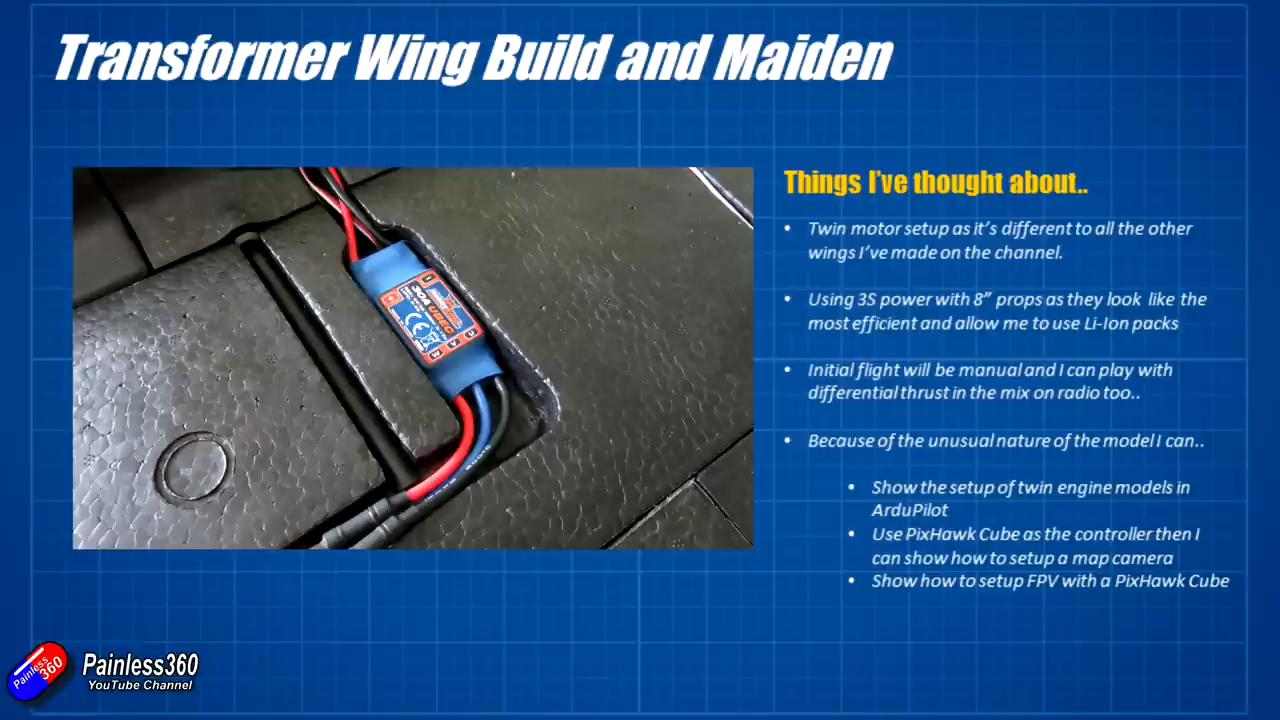 Transformer Wing Build and Maiden
Things I've thought about..
• Twin motor setup as it's different to all the other
wings I've made on the channel.
• Using 3S power with 8" props as they look like the
most efficient and allow me to use Li-Ion packs
• Initial flight will be manual and I can play with
differential thrust in the mix on radio too..
• Because of the unusual nature of the model I can..
• Show the setup of twin engine models in
ArduPilot
• Use PixHawk Cube as the controller then I
can show how to setup a map camera
• Show how to setup FPV with a PixHawk Cube
30A UBEC
CE
Painless
360
Painless360
YouTube Channel